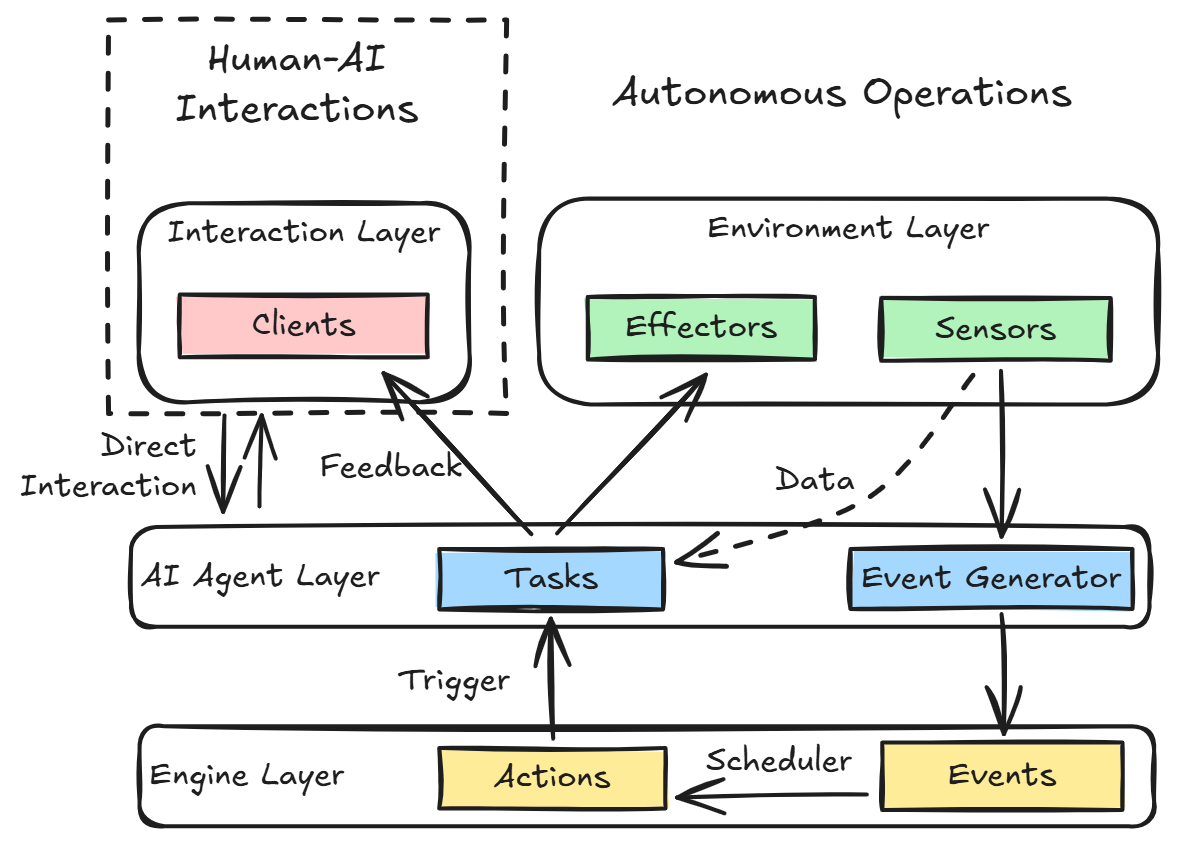 Human-AI
Interactions
Autonomous Operations
Interaction Layer
Environment Layer
Clients
Effectors
Sensors
Direct
Interaction
Feedback
Data
AI Agent Layer
Tasks
Event Generator
Trigger
Engine Layer
Actions
Scheduler
Events